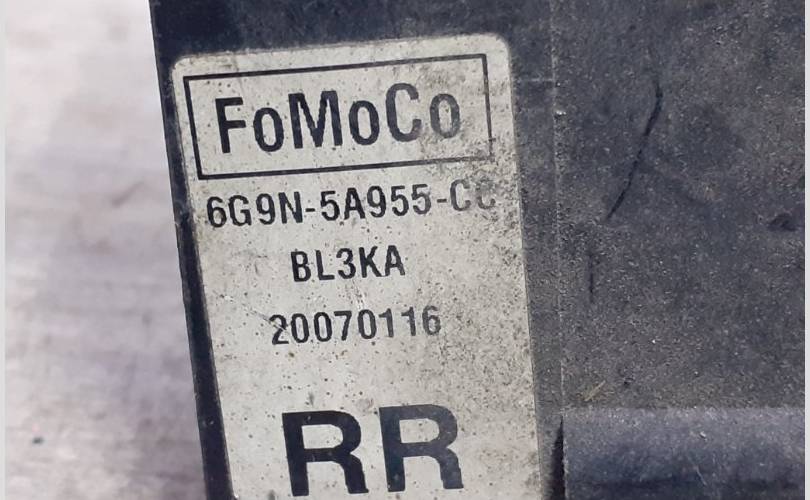 FoMoCo
6G9N-5A955-CC
BL3KA
20070116
RR